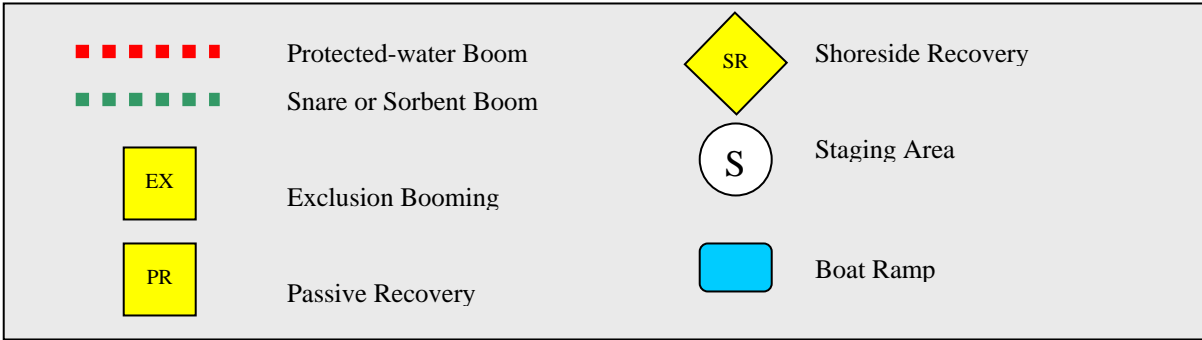 Protected-water Boom
Snare or Sorbent Boom
EX
Exclusion Booming
PR
Passive Recovery
SR
Shoreside Recovery
S
Staging Area
Boat Ramp